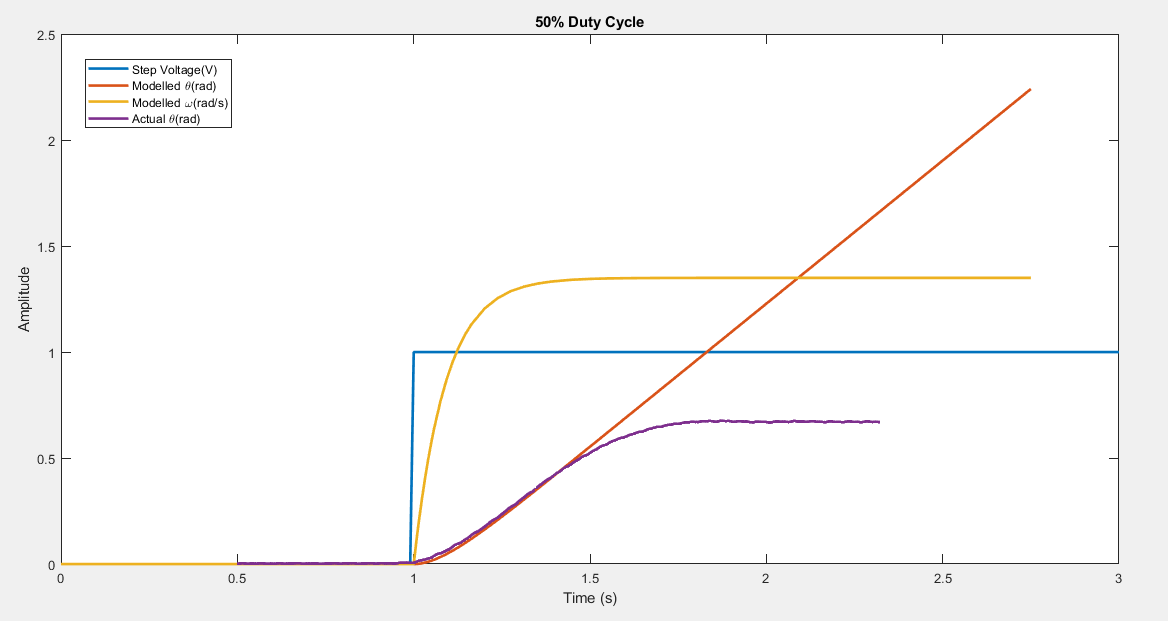 50% Duty Cycle
2.5
2
1.5
1
0.5
0
Amplitude
Step Voltage(V)
Modelled θ(rad)
Modelled ω(rad/s)
Actual θ(rad)
0
0.5
1
1.5
2
2.5
3
Time (s)